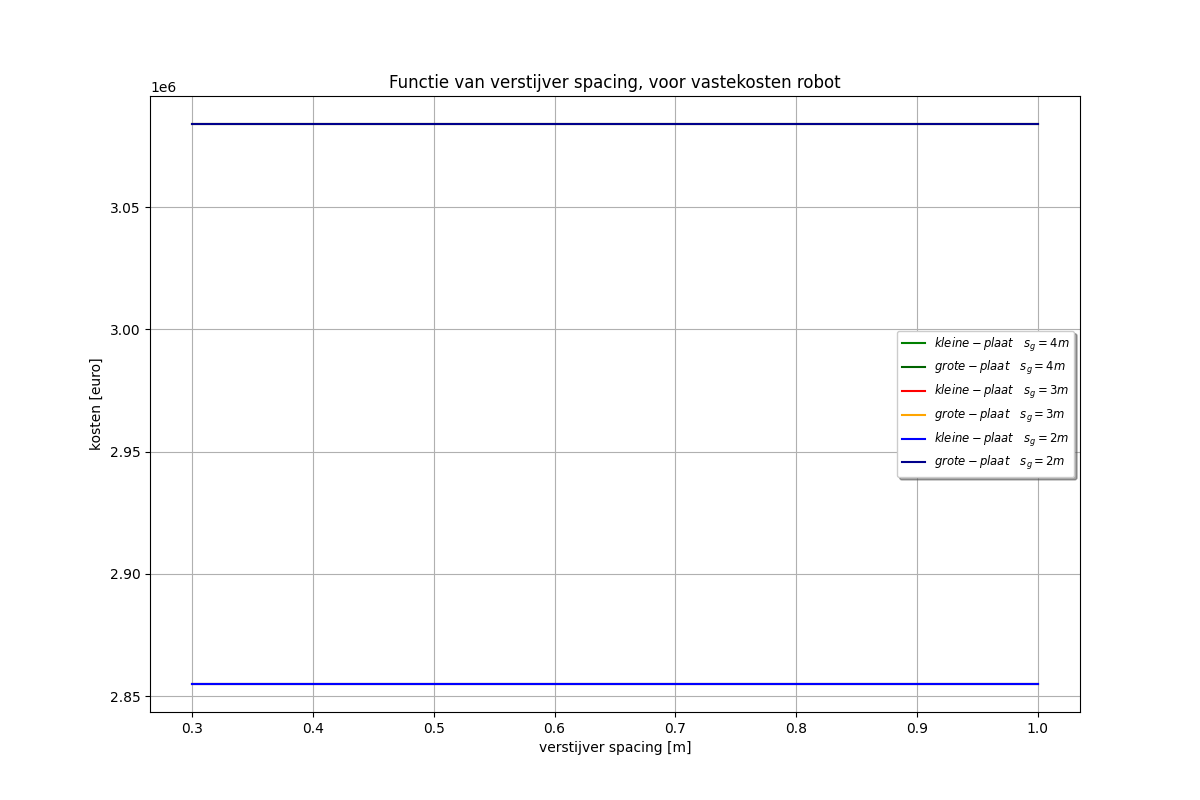 Functie van verstijver spacing, voor vastekosten robot
1e6
3.05
3.00
2.95
2.90
2.85
kosten [euro]
kleine − plaat s_g = 4m
grote − plaat s_g = 4m
kleine − plaat s_g = 3m
grote − plaat s_g = 3m
kleine − plaat s_g = 2m
grote − plaat s_g = 2m
0.3 0.4 0.5 0.6 0.7 0.8 0.9 1.0
verstijver spacing [m]